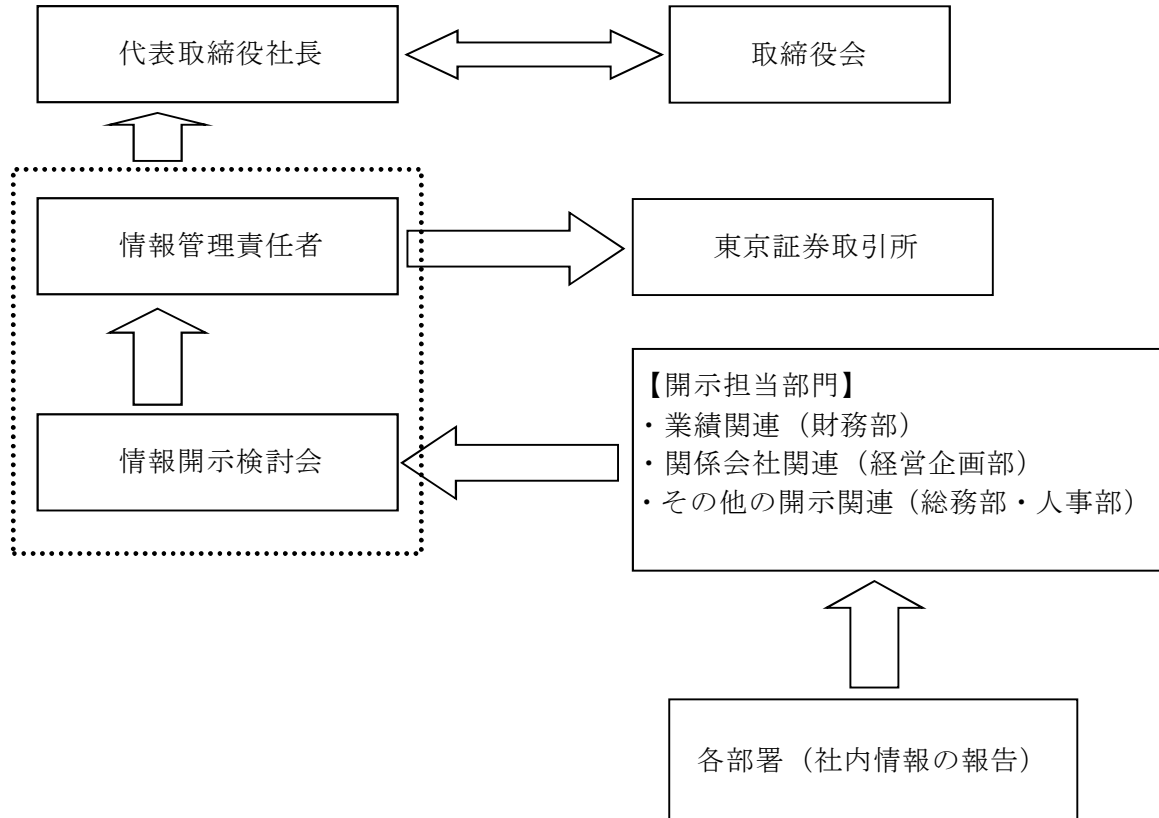 代表取締役社長
取締役会
情報管理責任者
東京証券取引所
【開示担当部門】
・業績関連（財務部）
・関係会社関連（経営企画部）
・その他の開示関連（総務部・人事部）
情報開示検討会
各部署（社内情報の報告）